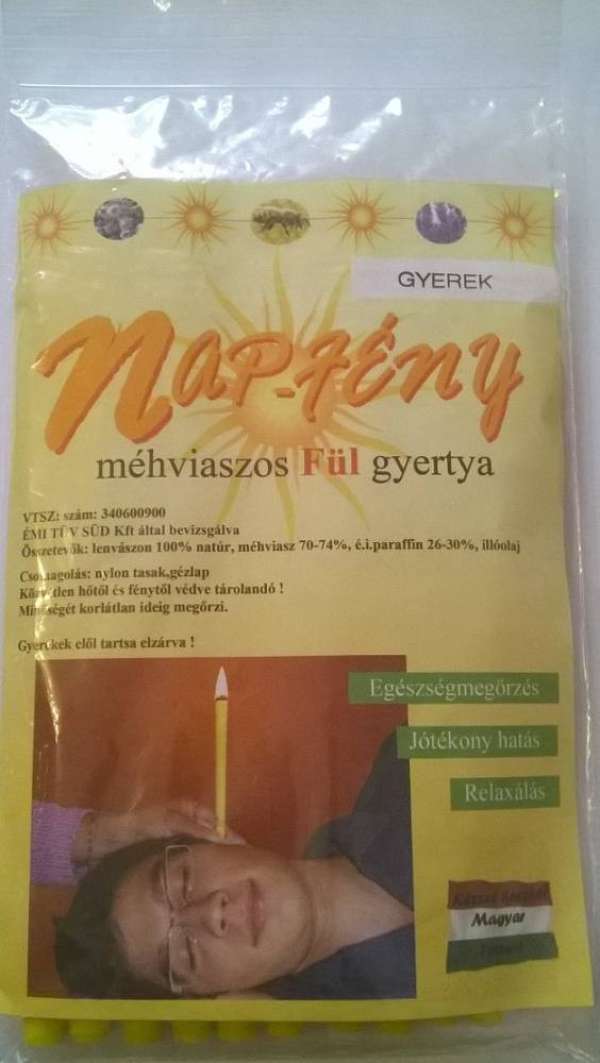 GYEREK
Nap-fény
méhviaszos Fül gyertya
VTSZ: szám: 340600900
ÉMI TÜV SÜD Kft által bevizsgálva
Összetevők: lenvászon 100% natúr, méhviasz 70-74%, é.i.paraffin 26-30%, illóolaj
Csomagolás: nylon tasak,gézlap
Közvetlen hőtől és fénytől védve tárolandó !
Minőségét korlátlan ideig megőrzi.
Gyerekek elől tartsa elzárva !
Egészségmegőrzés
Jótékony hatás
Relaxálás
Magyar